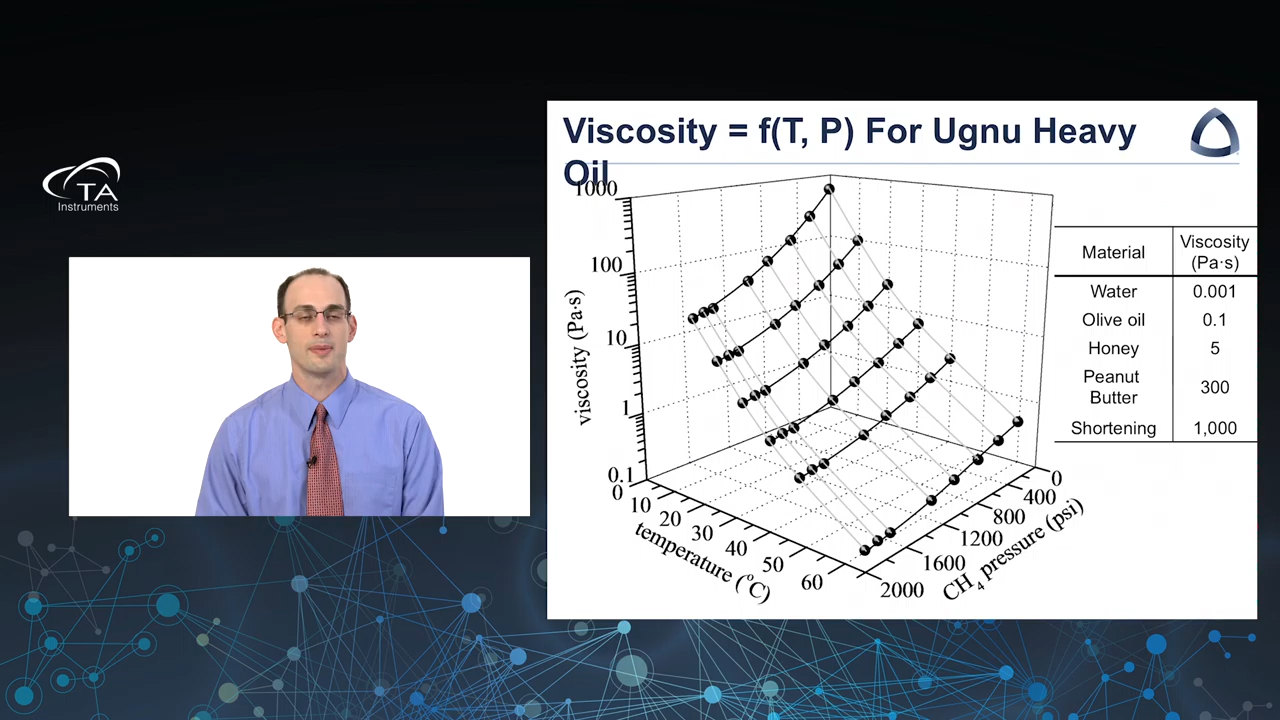 TA
Instruments
Viscosity = f(T, P) For Ugnu Heavy
Oil
1000
100
10
1
0.1
viscosity (Pa·s)
0
10
20
30
40
50
60
temperature (°C)
0
400
800
1200
1600
2000
CH4 pressure (psi)
Material Viscosity
(Pa·s)
Water 0.001
Olive oil 0.1
Honey 5
Peanut
Butter 300
Shortening 1,000